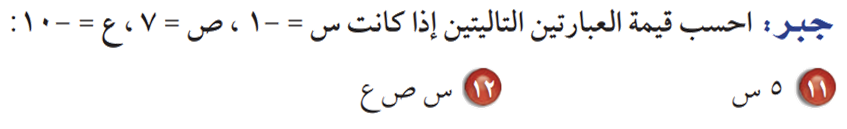 جبر: احسب قيمة العبارتين التاليتين إذا كانت س = –١ ، ص = ٧ ، ع = –١٠ :
١١ ٥ س ١٢ س ص ع